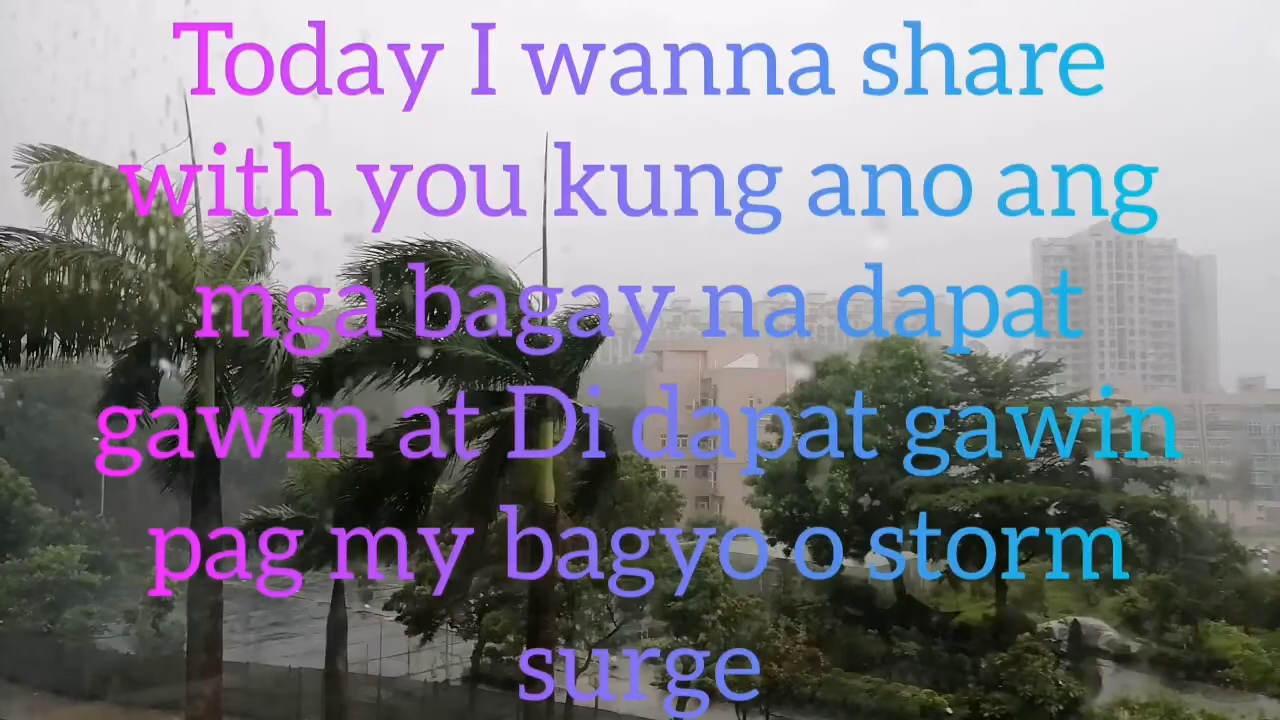 Today I wanna share
with you kung ano ang
mga bagay na dapat
gawin at Di dapat gawin
pag my bagyo o storm
surge